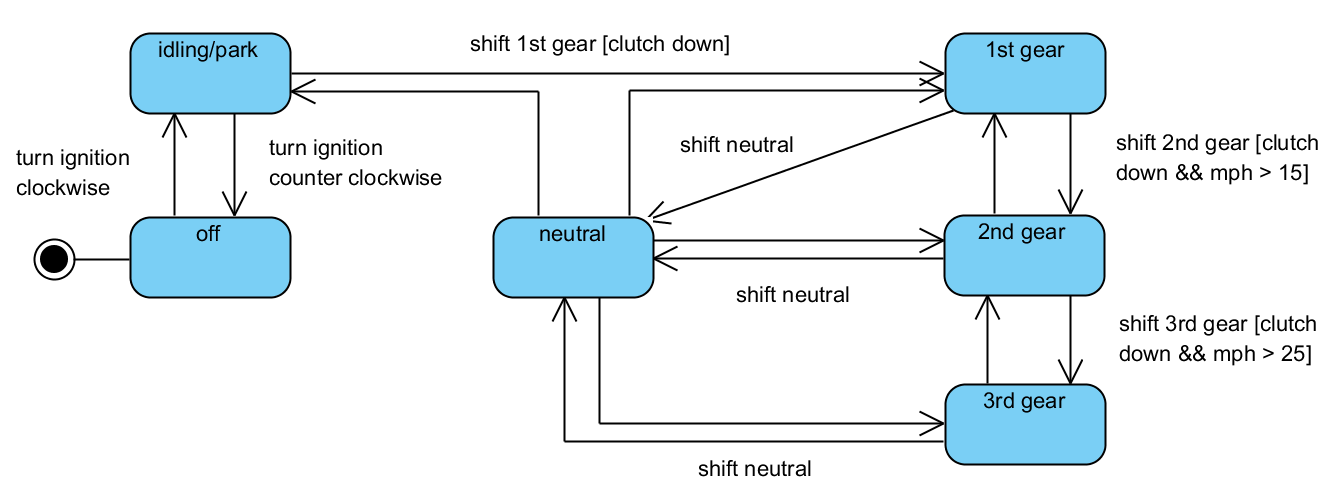 idling/park
shift 1st gear [clutch down]
1st gear
turn ignition
clockwise
turn ignition
counter clockwise
shift neutral
shift 2nd gear [clutch
down && mph > 15]
off
neutral
2nd gear
shift neutral
shift 3rd gear [clutch
down && mph > 25]
3rd gear
shift neutral